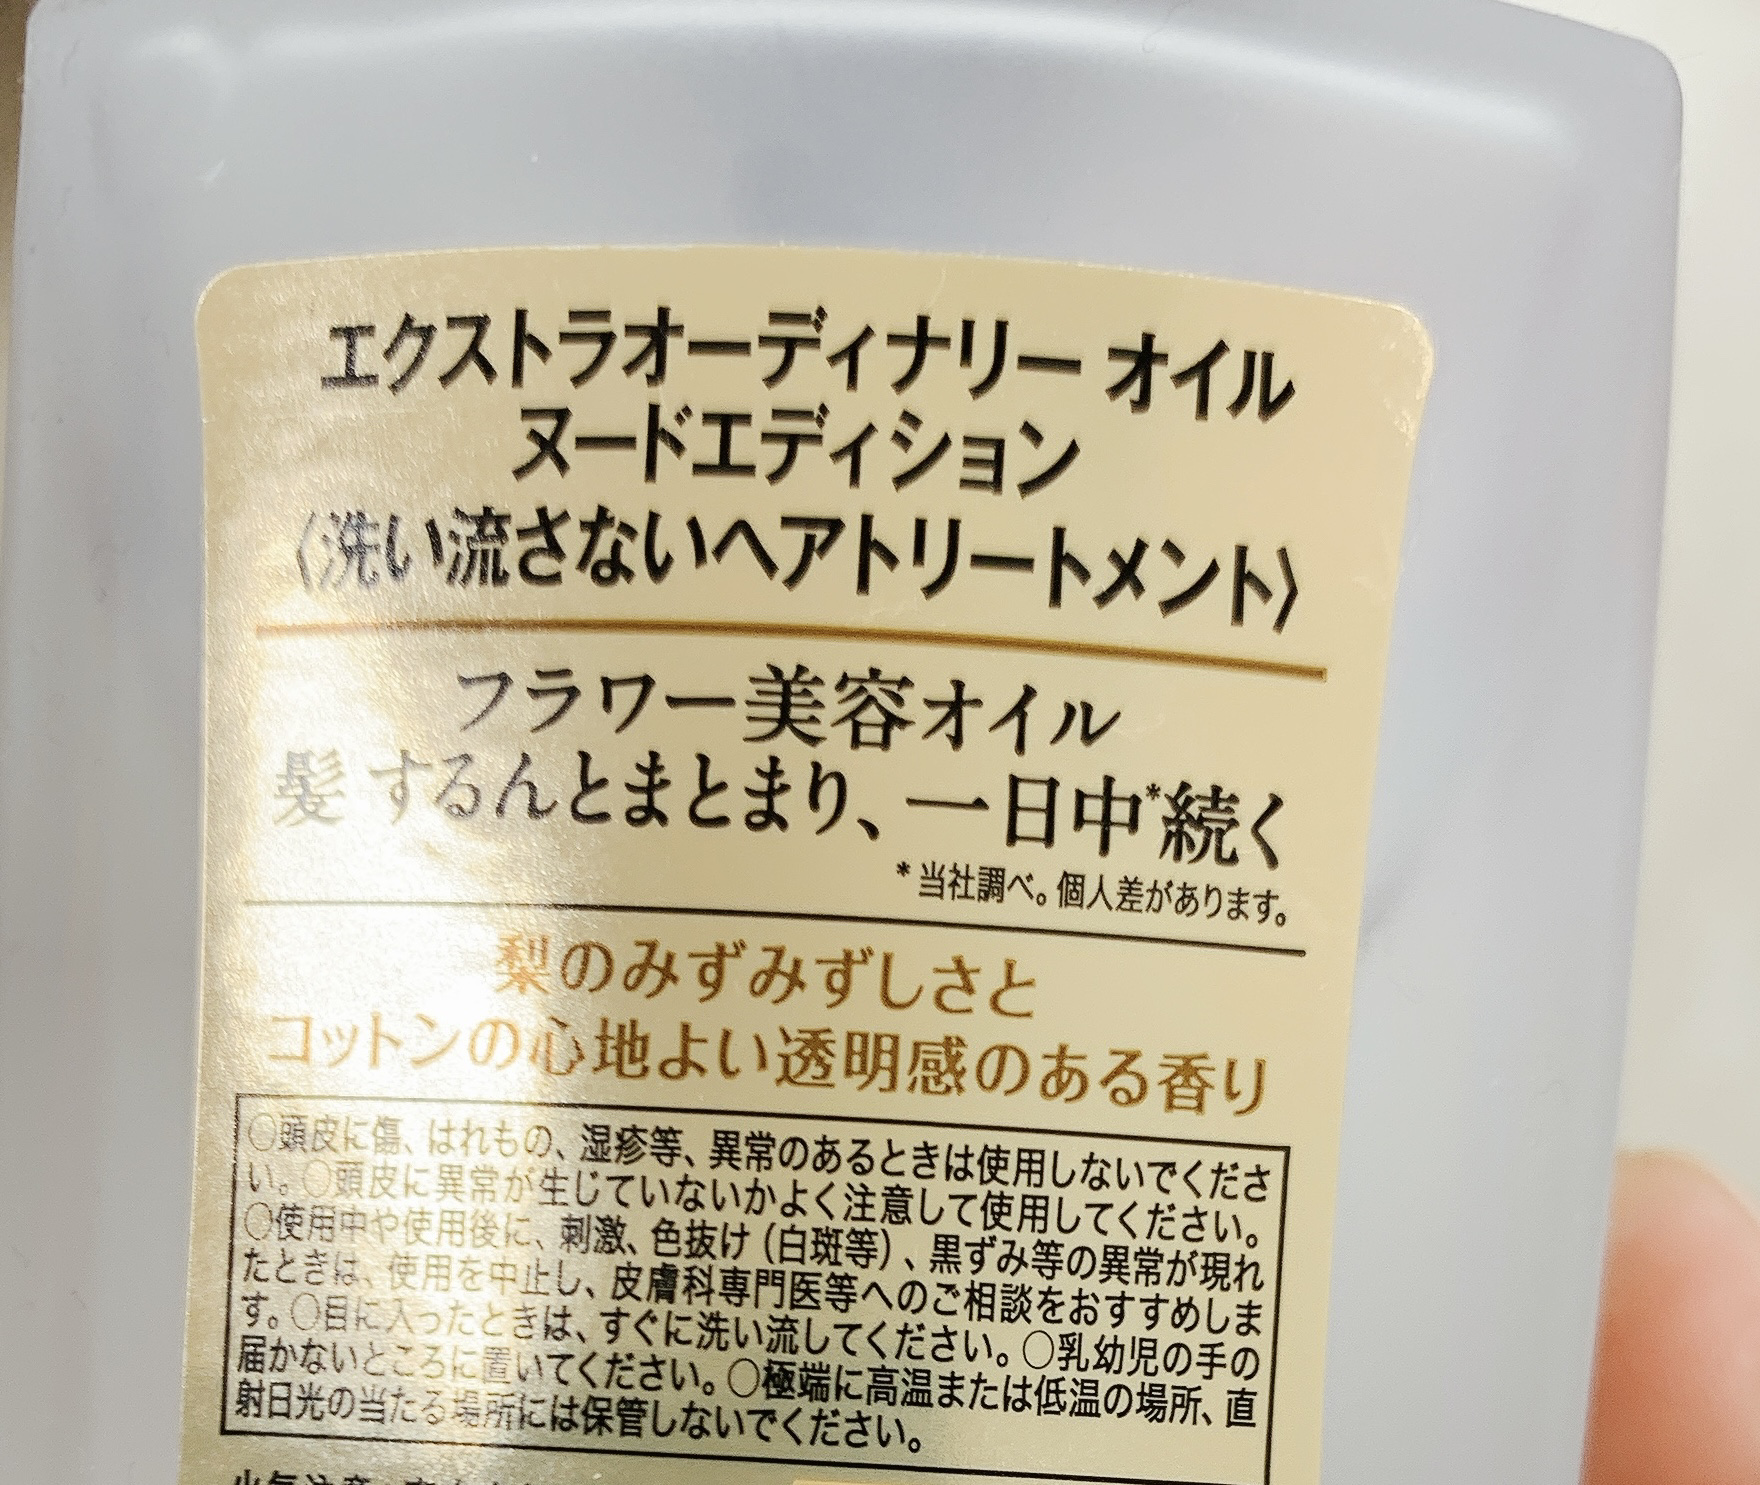 エクストラオーディナリー オイル
ヌードエディション
〈洗い流さないヘアトリートメント〉
フラワー美容オイル
髪 するんとまとまり、一日中*続く
*当社調べ。個人差があります。
梨のみずみずしさと
コットンの心地よい透明感のある香り
○頭皮に傷、はれもの、湿疹等、異常のあるときは使用しないでくださ
い。○頭皮に異常が生じていないかよく注意して使用してください。
○使用中や使用後に、刺激、色抜け（白斑等）、黒ずみ等の異常が現れ
たときは、使用を中止し、皮膚科専門医等へのご相談をおすすめしま
す。○目に入ったときは、すぐに洗い流してください。○乳幼児の手の
届かないところに置いてください。○極端に高温または低温の場所、直
射日光の当たる場所には保管しないでください。